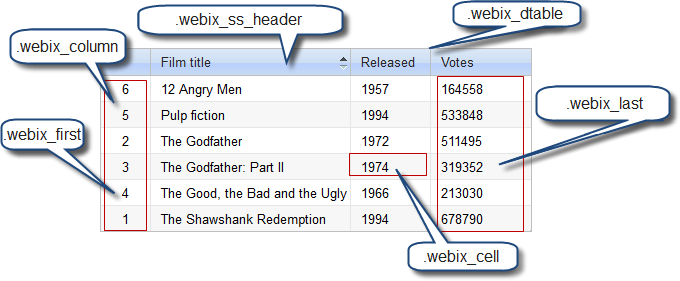 .webix_ss_header
.webix_dtable
.webix_column
Film title Released Votes
6 12 Angry Men 1957 164558
5 Pulp fiction 1994 533848
.webix_last
2 The Godfather 1972 511495
.webix_first
3 The Godfather: Part II 1974 319352
4 The Good, the Bad and the Ugly 1966 213030
1 The Shawshank Redemption 1994 678790
.webix_cell